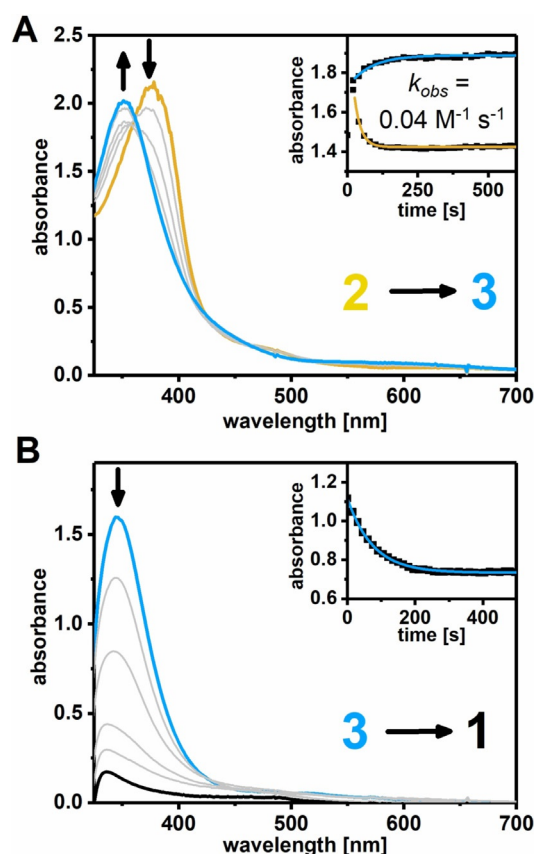 A
2.5
2.0
1.5
1.0
0.5
0.0
absorbance
400
500
600
700
wavelength [nm]
1.8
1.6
1.4
absorbance
0
250
500
time [s]
k_obs =
0.04 M⁻¹ s⁻¹
2 → 3
B
1.5
1.0
0.5
0.0
absorbance
400
500
600
700
wavelength [nm]
1.2
1.0
0.8
0.6
absorbance
0
200
400
time [s]
3 → 1